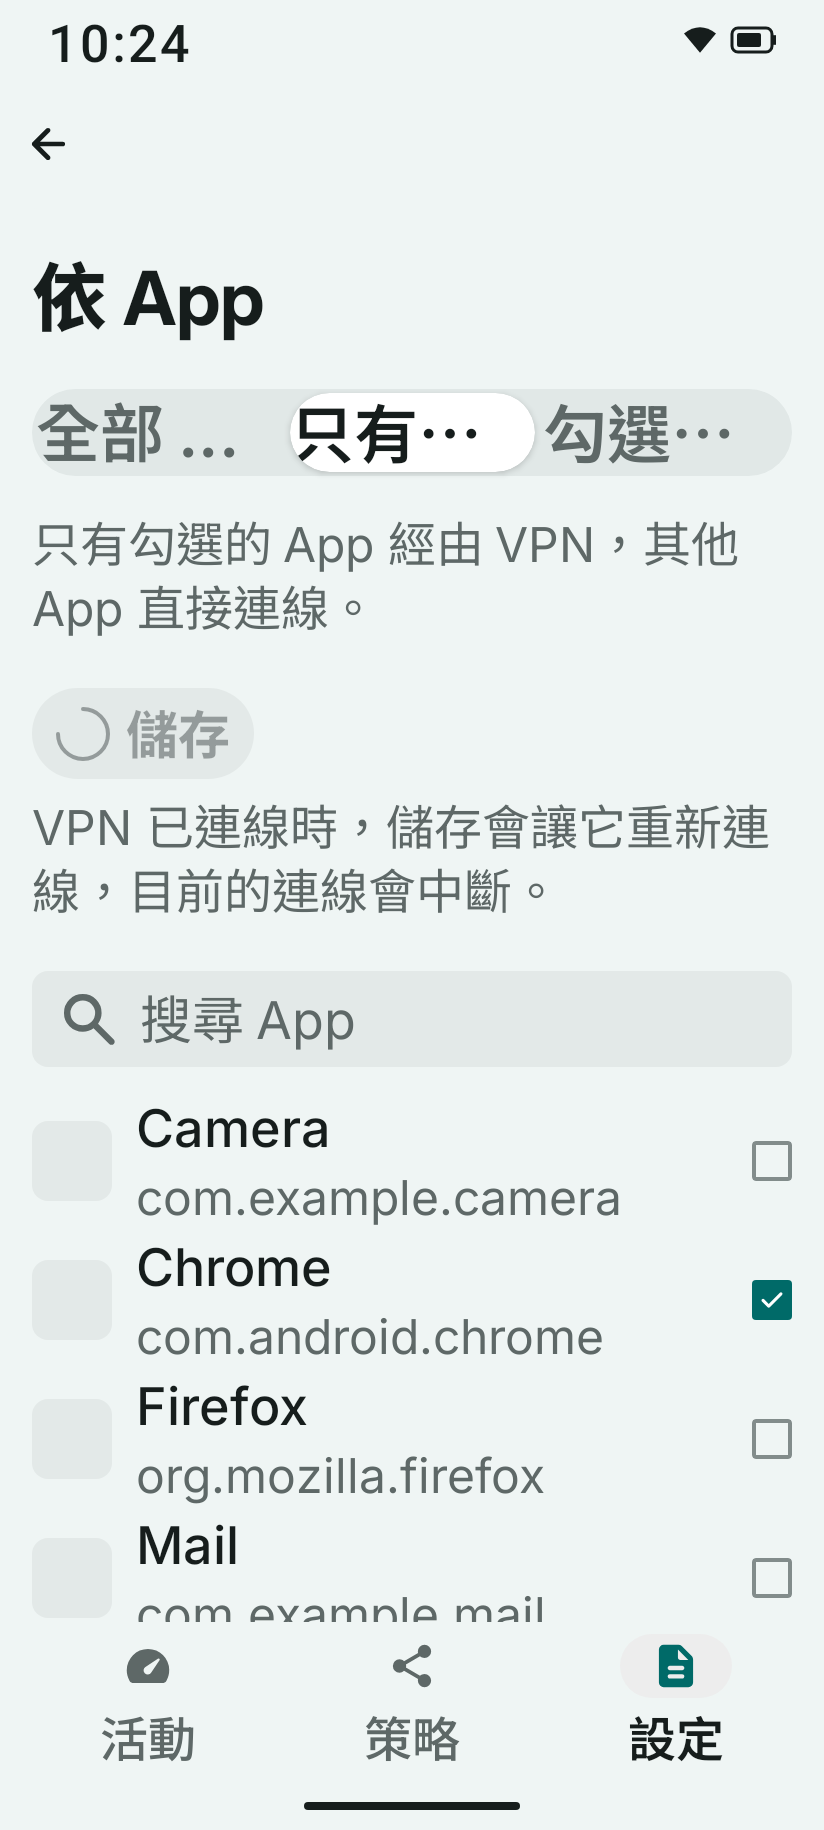 10:24
依 App
全部 ...
只有…
勾選…
只有勾選的 App 經由 VPN，其他
App 直接連線。
儲存
VPN 已連線時，儲存會讓它重新連
線，目前的連線會中斷。
搜尋 App
Camera
com.example.camera
Chrome
com.android.chrome
Firefox
org.mozilla.firefox
Mail
com.example.mail
活動
策略
設定